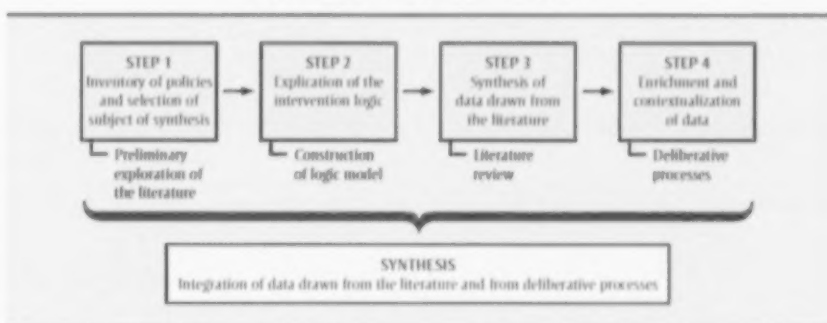 STEP 1
Inventory of policies
and selection of
subject of synthesis
Preliminary
exploration of
the literature
STEP 2
Explication of the
intervention logic
Construction
of logic model
STEP 3
Synthesis of
data drawn from
the literature
Literature
review
STEP 4
Enrichment and
contextualization
of data
Deliberative
processes
SYNTHESIS
Integration of data drawn from the literature and from deliberative processes